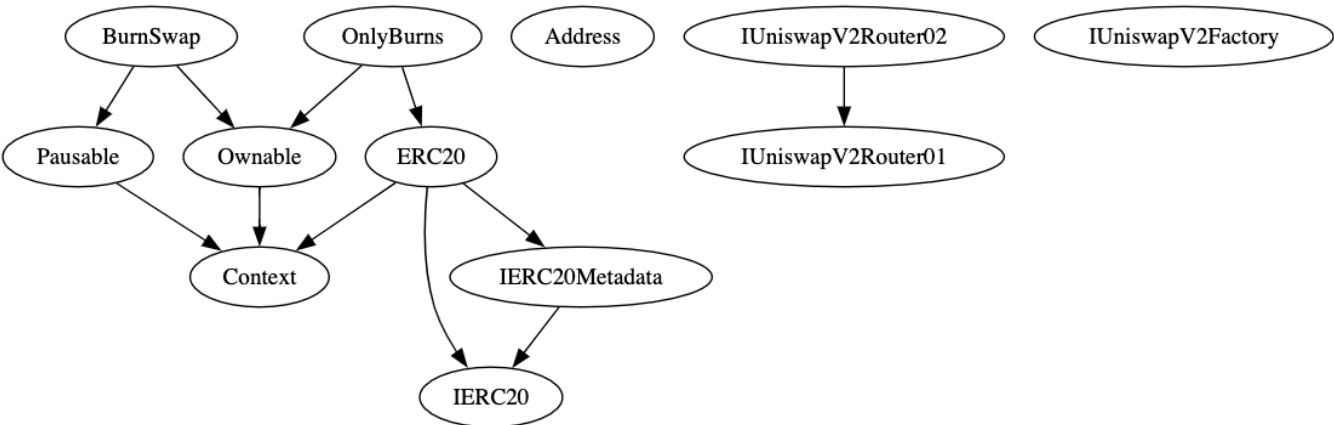 BurnSwap
OnlyBurns
Address
IUniswapV2Router02
IUniswapV2Factory
Pausable
Ownable
ERC20
IUniswapV2Router01
Context
IERC20Metadata
IERC20